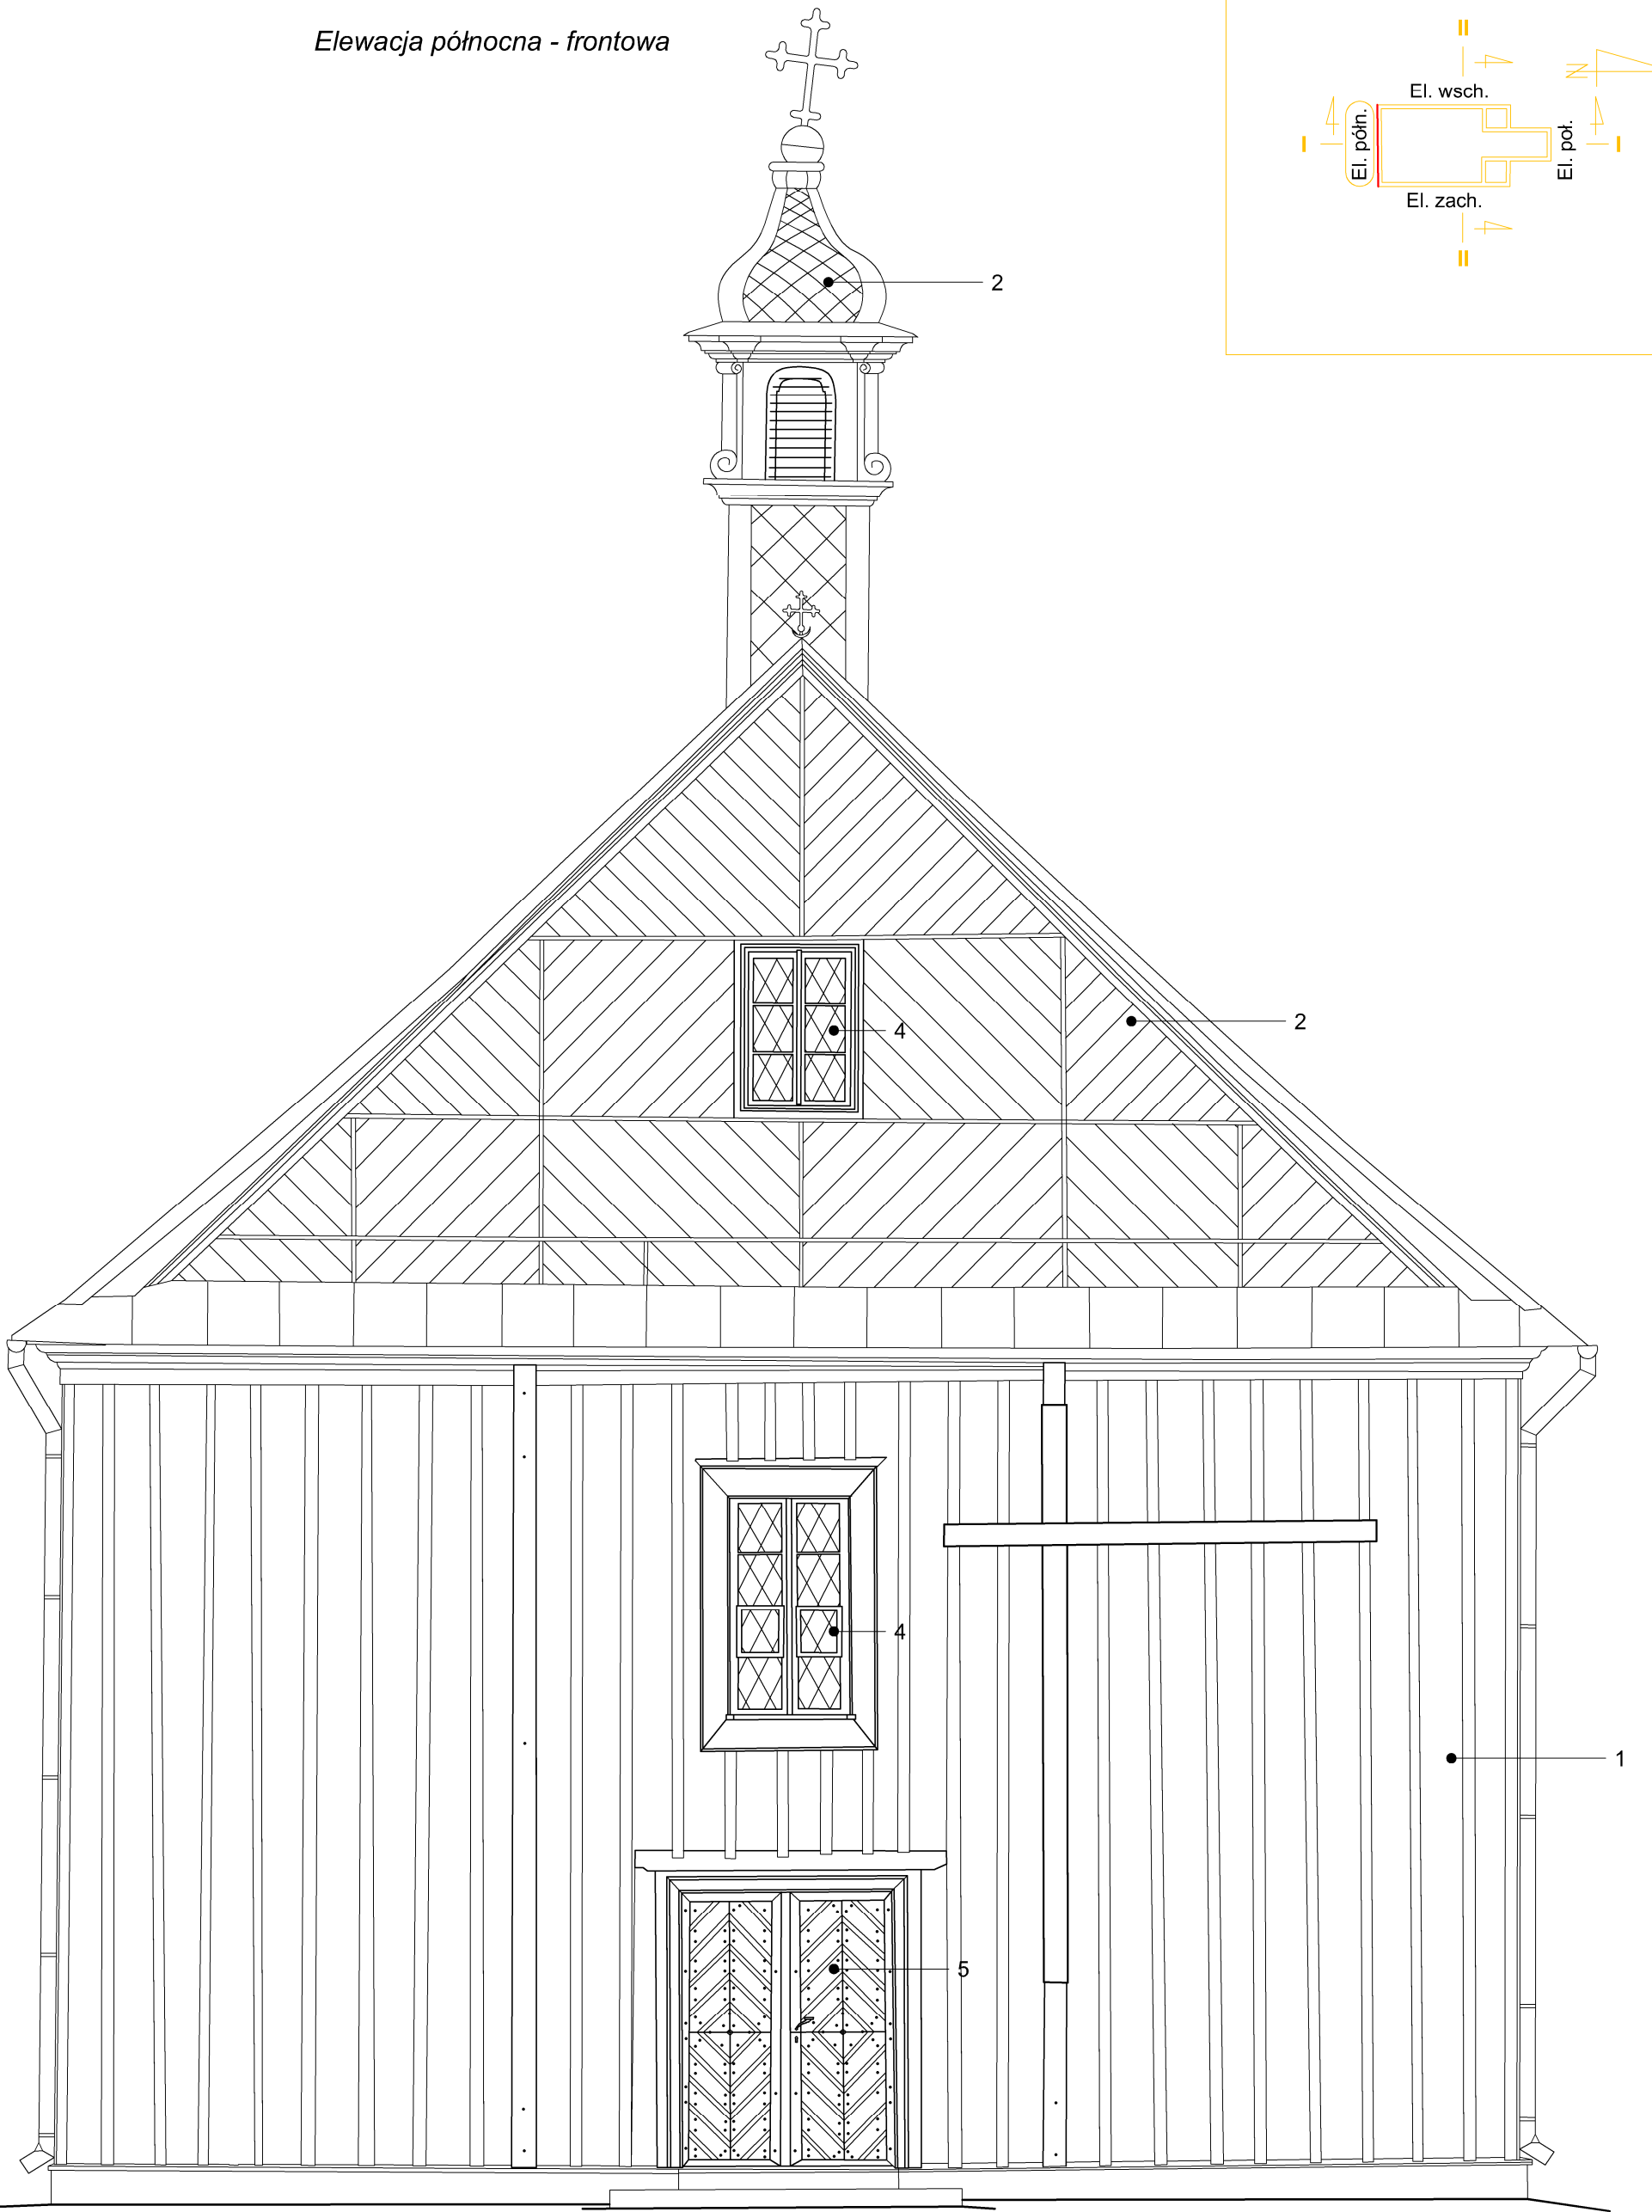 Elewacja północna - frontowa
II
El. wsch.
N
I
El. półn.
El. poł.
I
El. zach.
II
2
4
2
4
1
5